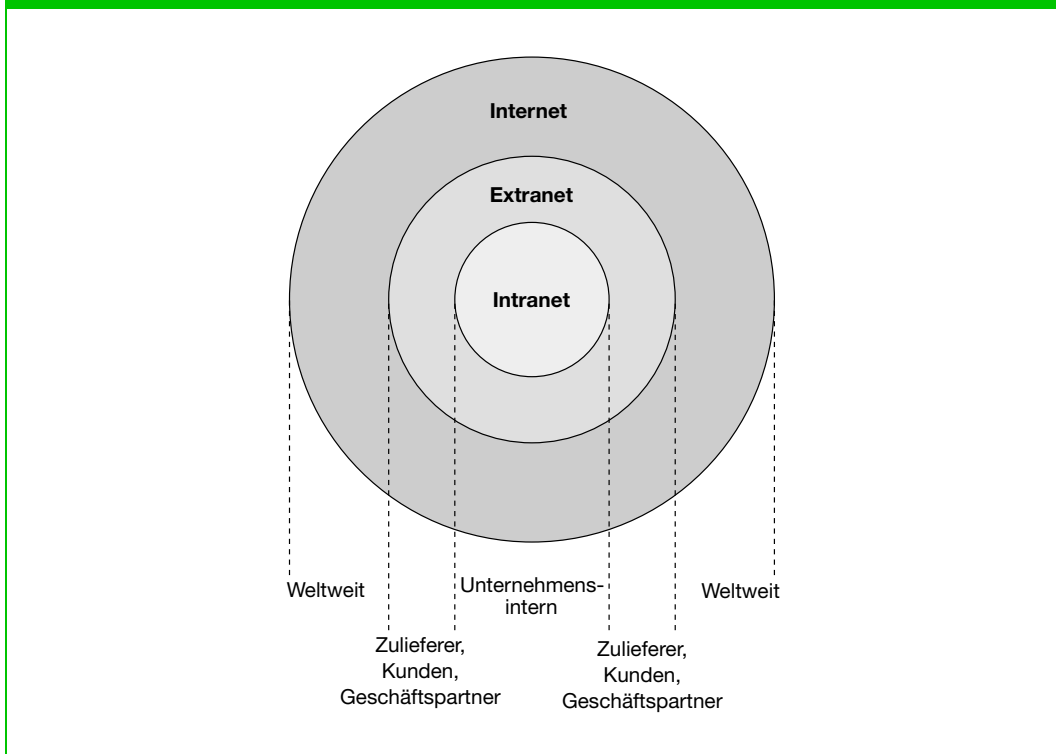 Internet
Extranet
Intranet
Weltweit
Unternehmens-
intern
Weltweit
Zulieferer,
Kunden,
Geschäftspartner
Zulieferer,
Kunden,
Geschäftspartner